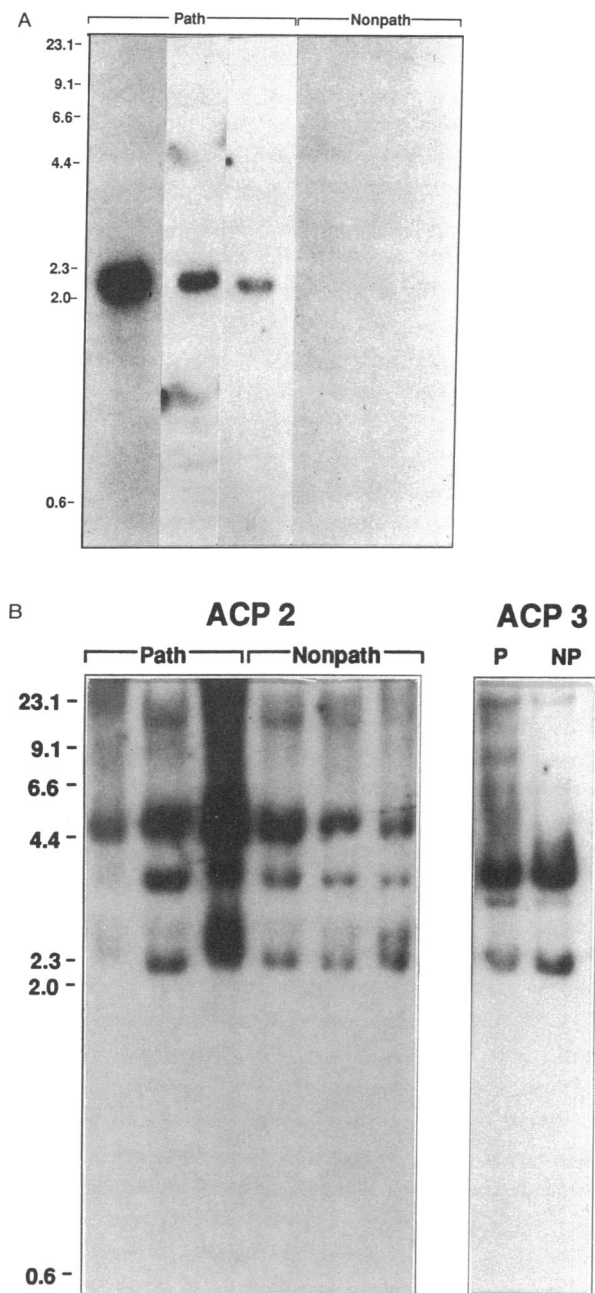 A
Path Nonpath
23.1-
9.1-
6.6-
4.4-
2.3-
2.0-
0.6-
B
ACP 2 ACP 3
Path Nonpath P NP
23.1 -
9.1 -
6.6 -
4.4 -
2.3 -
2.0 -
0.6 -